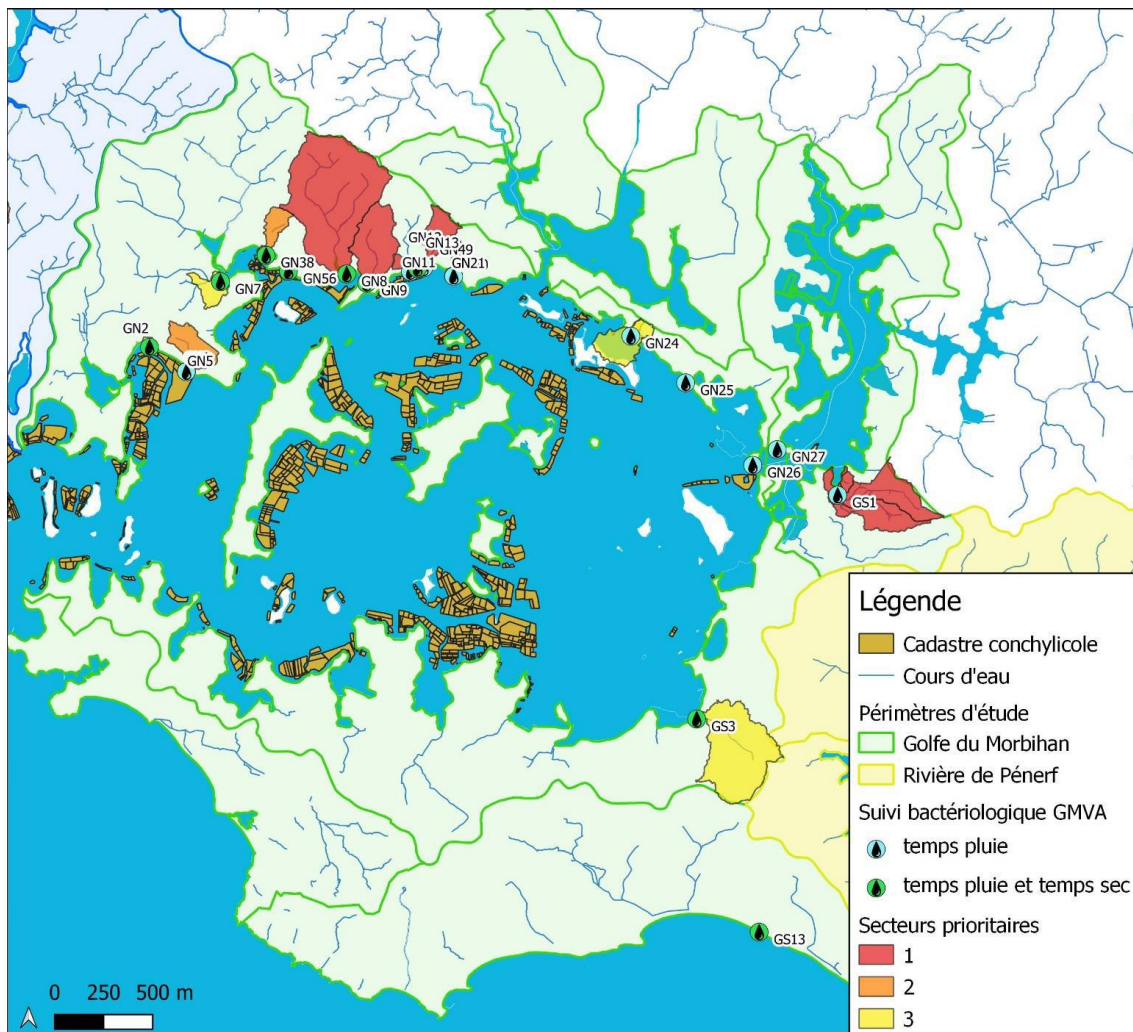 GN12
GN13
GN49
GN38
GN11
GN21
GN56
GN8
GN7
GN9
GN2
GN24
GN5
GN25
GN27
GN26
GS1
GS3
GS13
Légende
Cadastre conchylicole
Cours d'eau
Périmètres d'étude
Golfe du Morbihan
Rivière de Pénerf
Suivi bactériologique GMVA
temps pluie
temps pluie et temps sec
Secteurs prioritaires
1
2
3
0 250 500 m